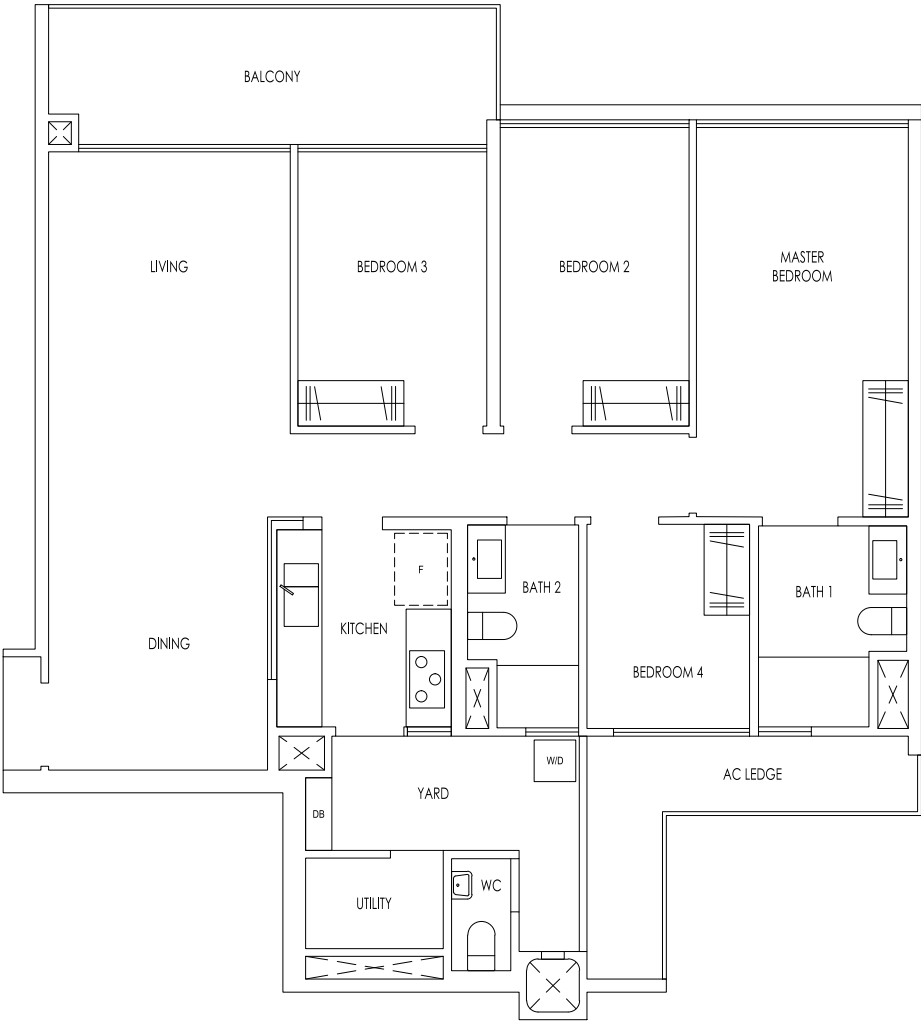 BALCONY
LIVING
BEDROOM 3
BEDROOM 2
MASTER
BEDROOM
F
BATH 2
BATH 1
KITCHEN
DINING
BEDROOM 4
W/D
AC LEDGE
YARD
DB
WC
UTILITY